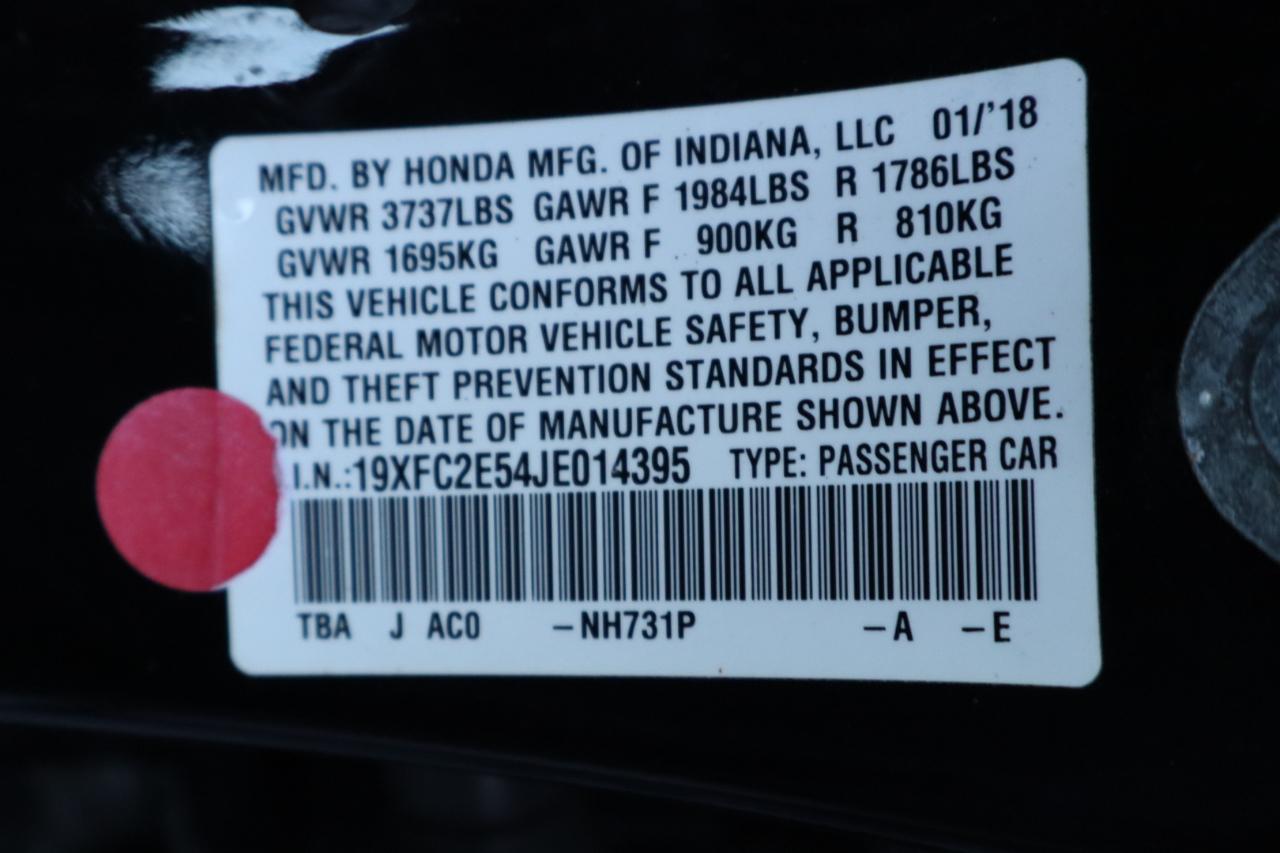 MFD. BY HONDA MFG. OF INDIANA, LLC 01/'18
GVWR 3737LBS GAWR F 1984LBS R 1786LBS
GVWR 1695KG GAWR F 900KG R 810KG
THIS VEHICLE CONFORMS TO ALL APPLICABLE
FEDERAL MOTOR VEHICLE SAFETY, BUMPER,
AND THEFT PREVENTION STANDARDS IN EFFECT
ON THE DATE OF MANUFACTURE SHOWN ABOVE.
.I.N.:19XFC2E54JE014395 TYPE: PASSENGER CAR
TBA J AC0 –NH731P –A –E